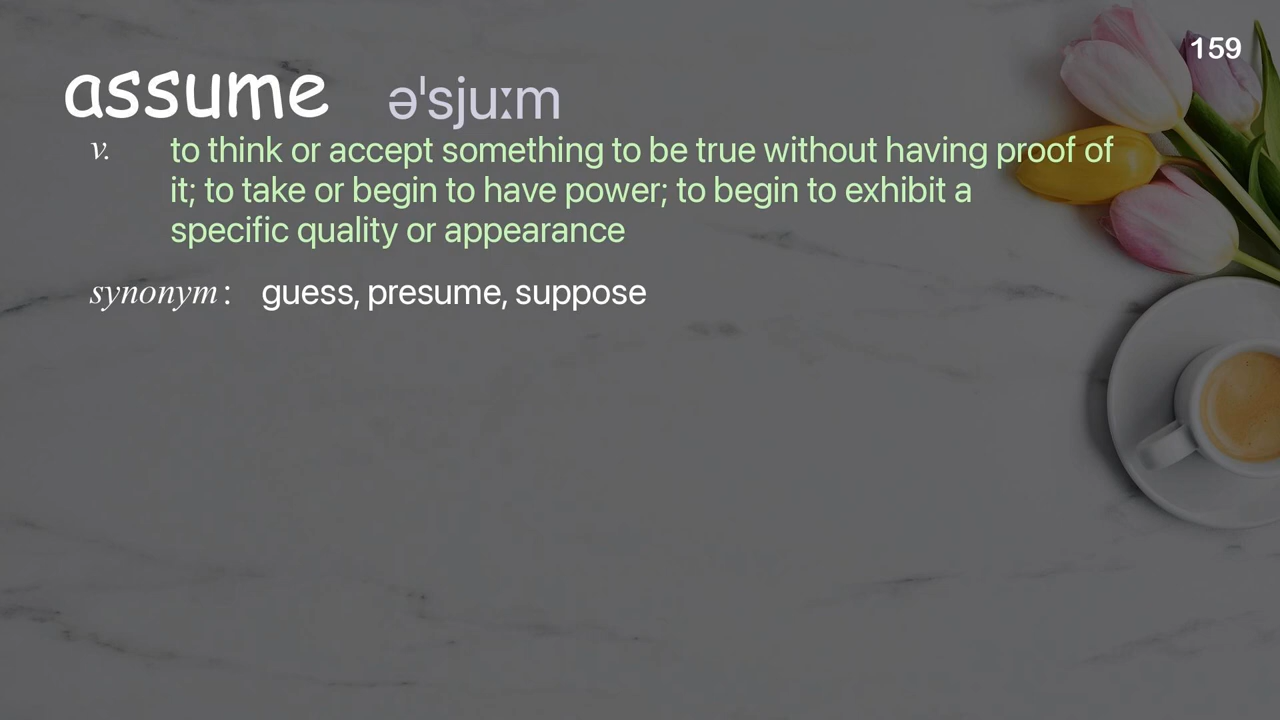 159
assume əˈsjuːm
v. to think or accept something to be true without having proof of
it; to take or begin to have power; to begin to exhibit a
specific quality or appearance
synonym: guess, presume, suppose